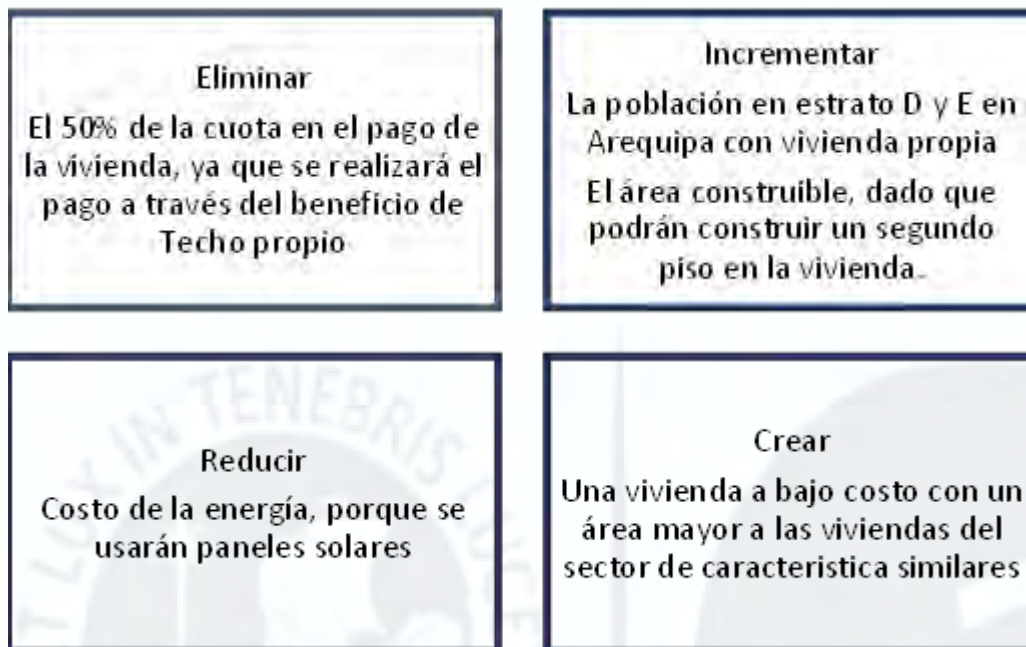 Eliminar
El 50% de la cuota en el pago de
la vivienda, ya que se realizará el
pago a través del beneficio de
Techo propio
Incrementar
La población en estrato D y E en
Arequipa con vivienda propia
El área construible, dado que
podrán construir un segundo
piso en la vivienda.
Reducir
Costo de la energía, porque se
usarán paneles solares
Crear
Una vivienda a bajo costo con un
área mayor a las viviendas del
sector de caracteristica similares
LUX IN TENEBRIS